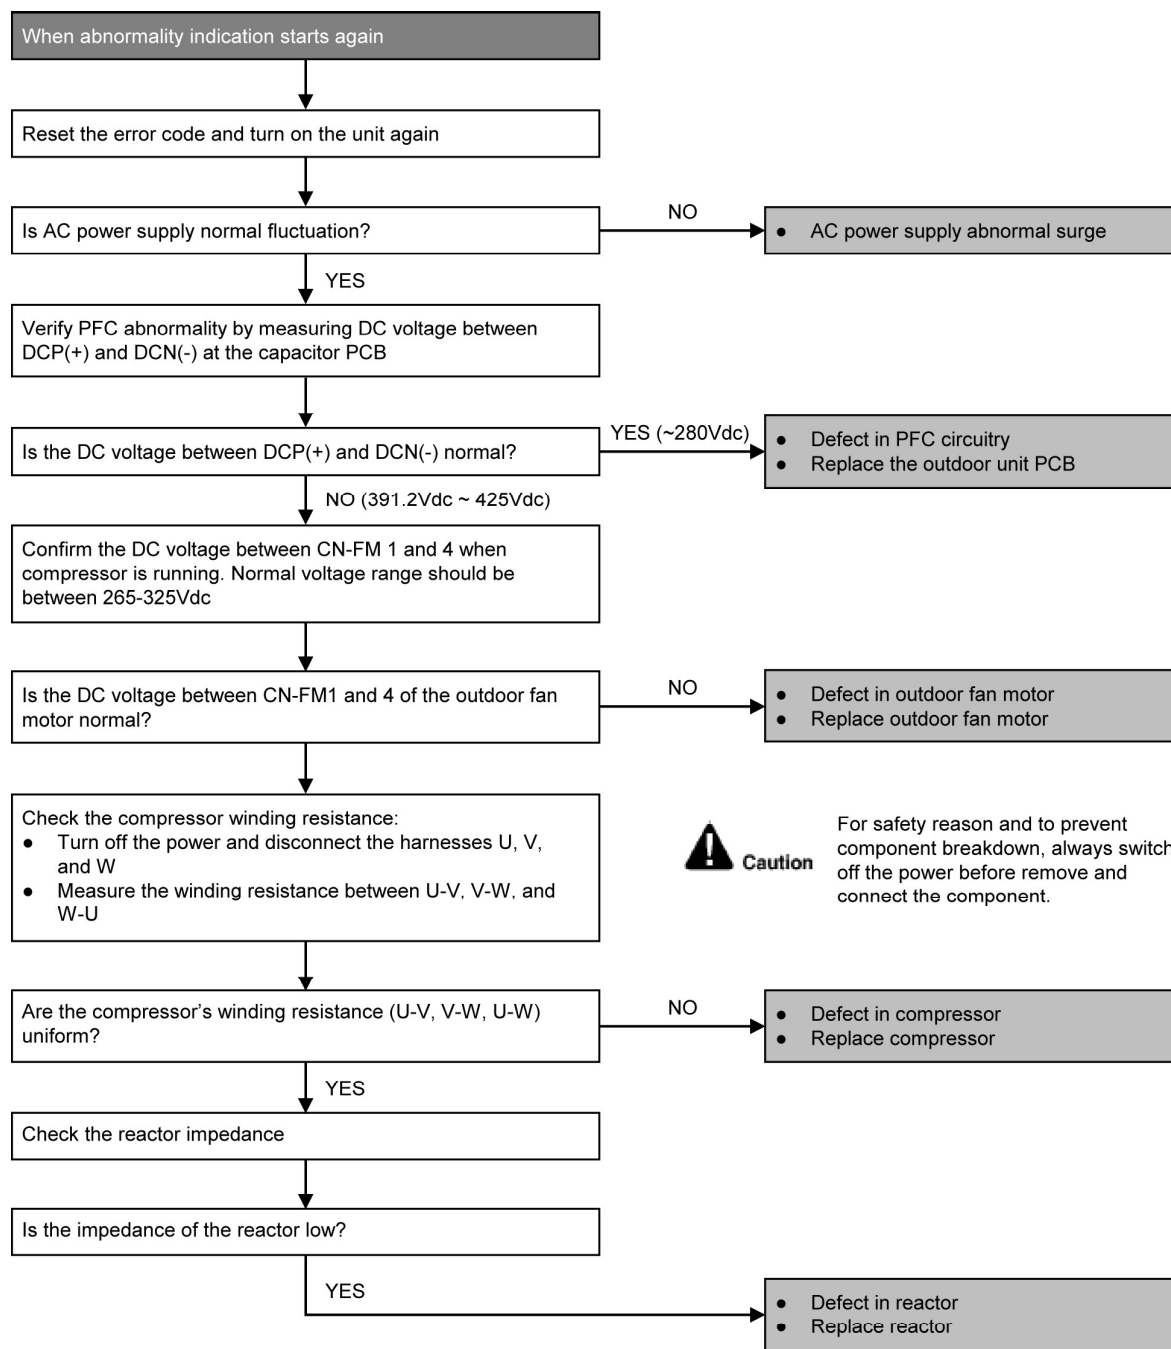 When abnormality indication starts again
Reset the error code and turn on the unit again
Is AC power supply normal fluctuation?
NO
● AC power supply abnormal surge
YES
Verify PFC abnormality by measuring DC voltage between
DCP(+) and DCN(-) at the capacitor PCB
Is the DC voltage between DCP(+) and DCN(-) normal?
YES (~280Vdc)
● Defect in PFC circuitry
● Replace the outdoor unit PCB
NO (391.2Vdc ~ 425Vdc)
Confirm the DC voltage between CN-FM 1 and 4 when
compressor is running. Normal voltage range should be
between 265-325Vdc
Is the DC voltage between CN-FM1 and 4 of the outdoor fan
motor normal?
NO
● Defect in outdoor fan motor
● Replace outdoor fan motor
Check the compressor winding resistance:
● Turn off the power and disconnect the harnesses U, V,
and W
● Measure the winding resistance between U-V, V-W, and
W-U
Caution
For safety reason and to prevent
component breakdown, always switch
off the power before remove and
connect the component.
Are the compressor’s winding resistance (U-V, V-W, U-W)
uniform?
NO
● Defect in compressor
● Replace compressor
YES
Check the reactor impedance
Is the impedance of the reactor low?
YES
● Defect in reactor
● Replace reactor